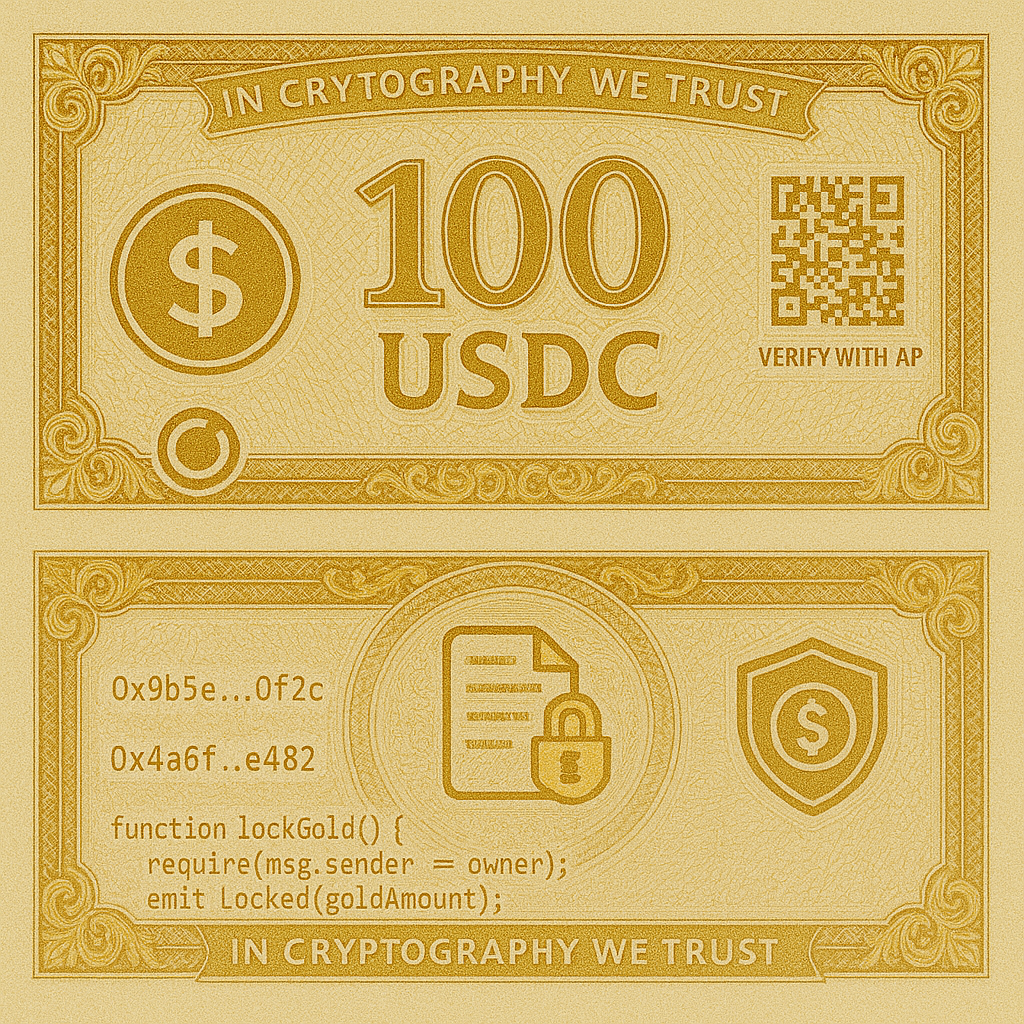 IN CRYTOGRAPHY WE TRUST
$
100
USDC
VERIFY WITH AP
0x9b5e...0f2c
0x4a6f..e482
$
function lockGold() {
require(msg.sender = owner);
emit Locked(goldAmount);
IN CRYPTOGRAPHY WE TRUST